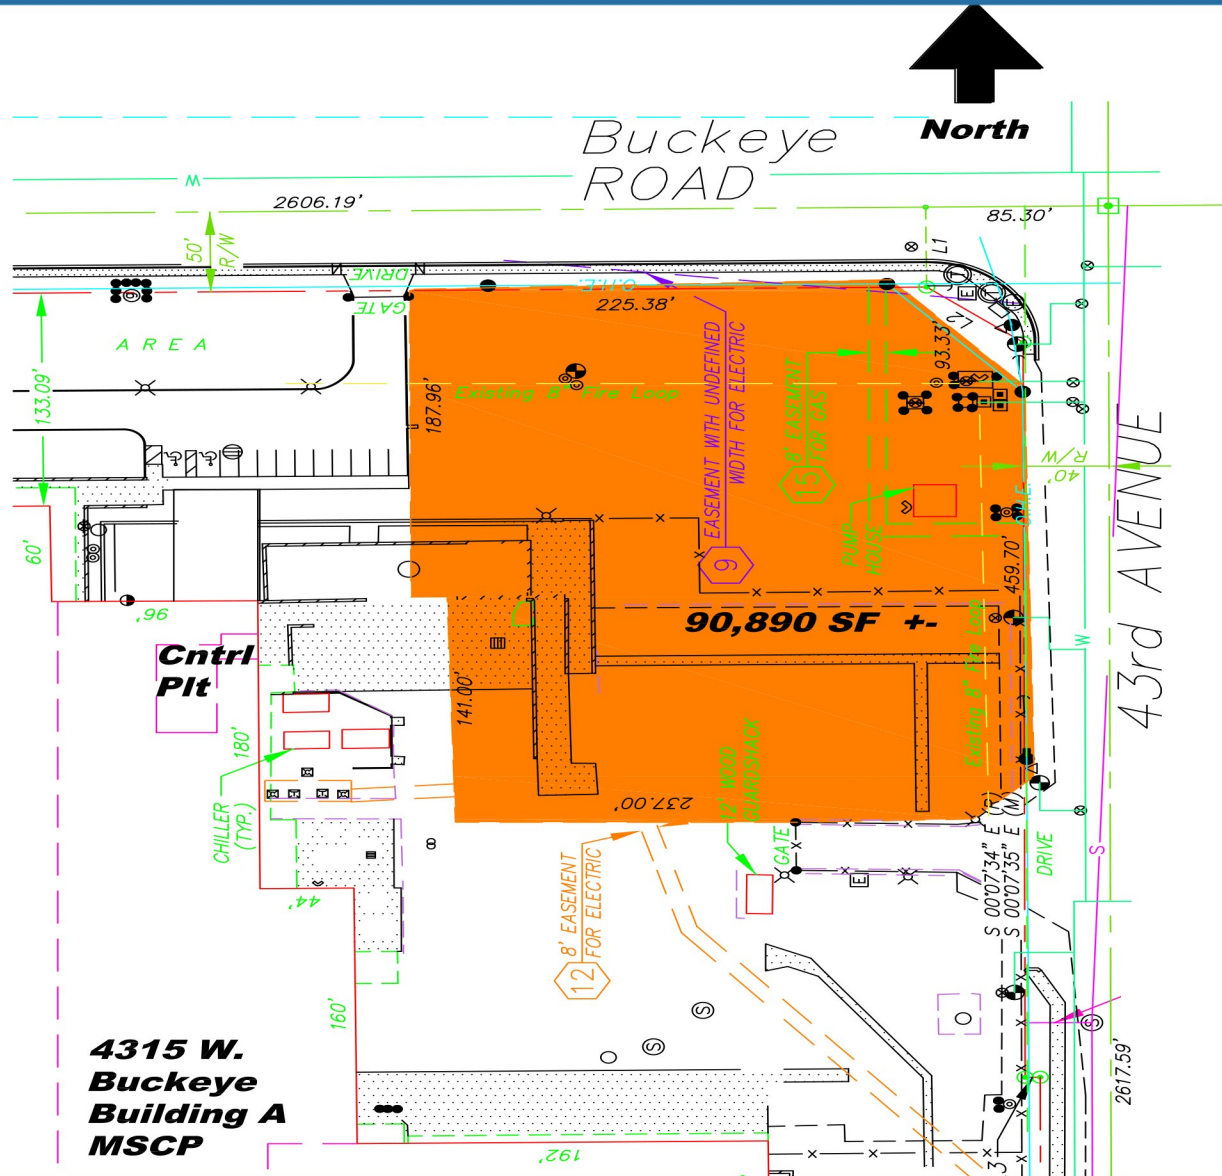 North
Buckeye
ROAD
W
2606.19'
85.30'
50'
R/W
L1
DRIVE
GATE
O.I.E.
225.38'
E
L2
AREA
133.09'
93.33'
187.96'
Existing 8" Fire Loop
EASEMENT WITH UNDEFINED
WIDTH FOR ELECTRIC
9
8' EASEMENT
FOR GAS
15
R/W
40'
43rd AVENUE
PUMP
HOUSE
60'
96'
459.70'
90,890 SF +-
Existing 8" Fire Loop
W
Cntrl
Plt
141.00'
180'
CHILLER
(TYP.)
237.00'
12' WOOD
GUARDSHACK
GATE
8' EASEMENT
FOR ELECTRIC
12
E
S 00°07'34" E (R)
S 00°07'35" E (M)
DRIVE
S
44'
160'
S
S
S
4315 W.
Buckeye
Building A
MSCP
2617.59'
192'